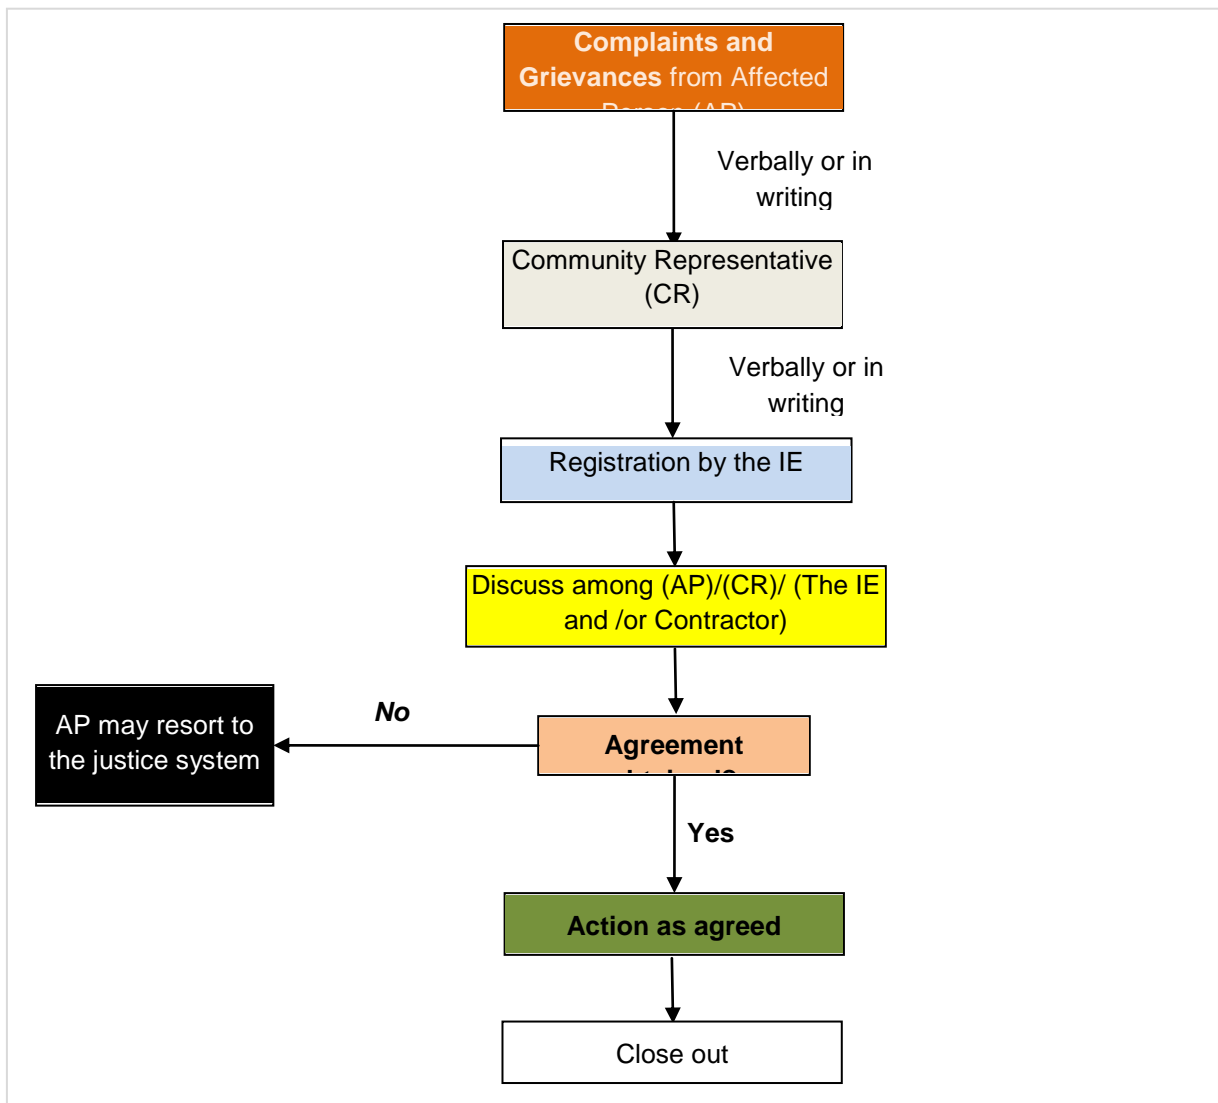 Complaints and
Grievances from Affected
Person (AP)
Verbally or in
writing
Community Representative
(CR)
Verbally or in
writing
Registration by the IE
Discuss among (AP)/(CR)/ (The IE
and /or Contractor)
No
AP may resort to
the justice system
Agreement
Yes
Action as agreed
Close out